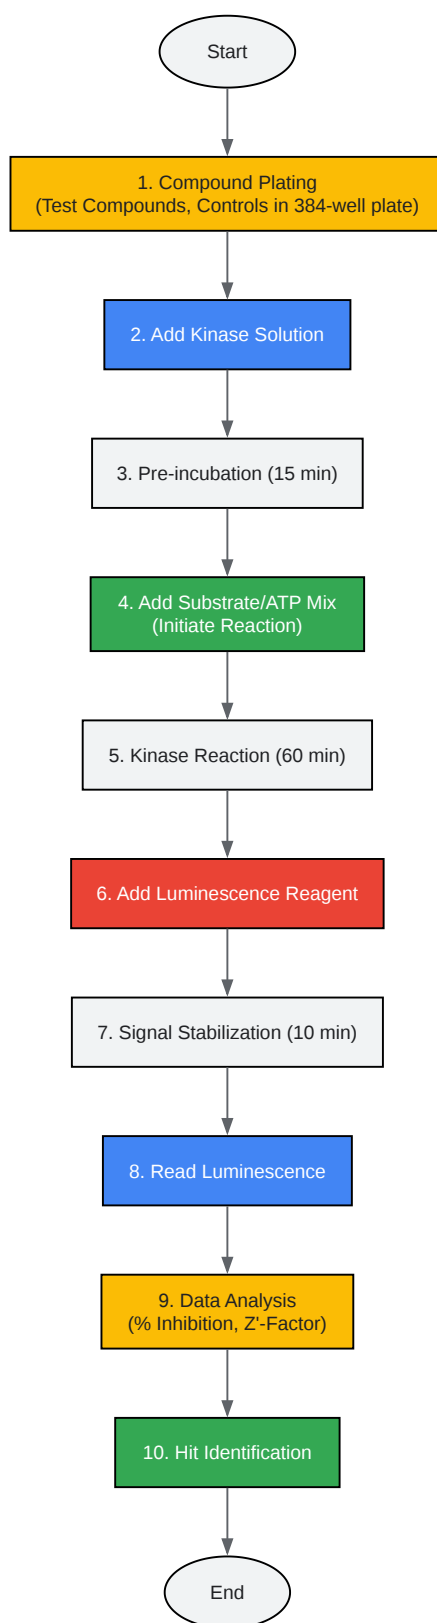 Start
1. Compound Plating
(Test Compounds, Controls in 384-well plate)
2. Add Kinase Solution
3. Pre-incubation (15 min)
4. Add Substrate/ATP Mix
(Initiate Reaction)
5. Kinase Reaction (60 min)
6. Add Luminescence Reagent
7. Signal Stabilization (10 min)
8. Read Luminescence
9. Data Analysis
(% Inhibition, Z'-Factor)
10. Hit Identification
End